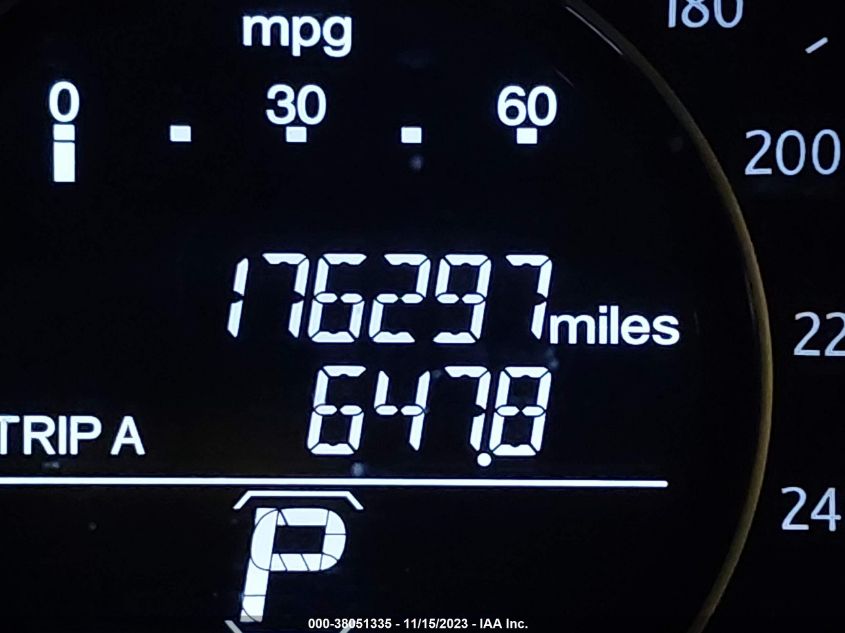 mpg
180
0 30 60
200
176297 miles
22
647.8
TRIP A
24
P
000-38051335 - 11/15/2023 - IAA Inc.